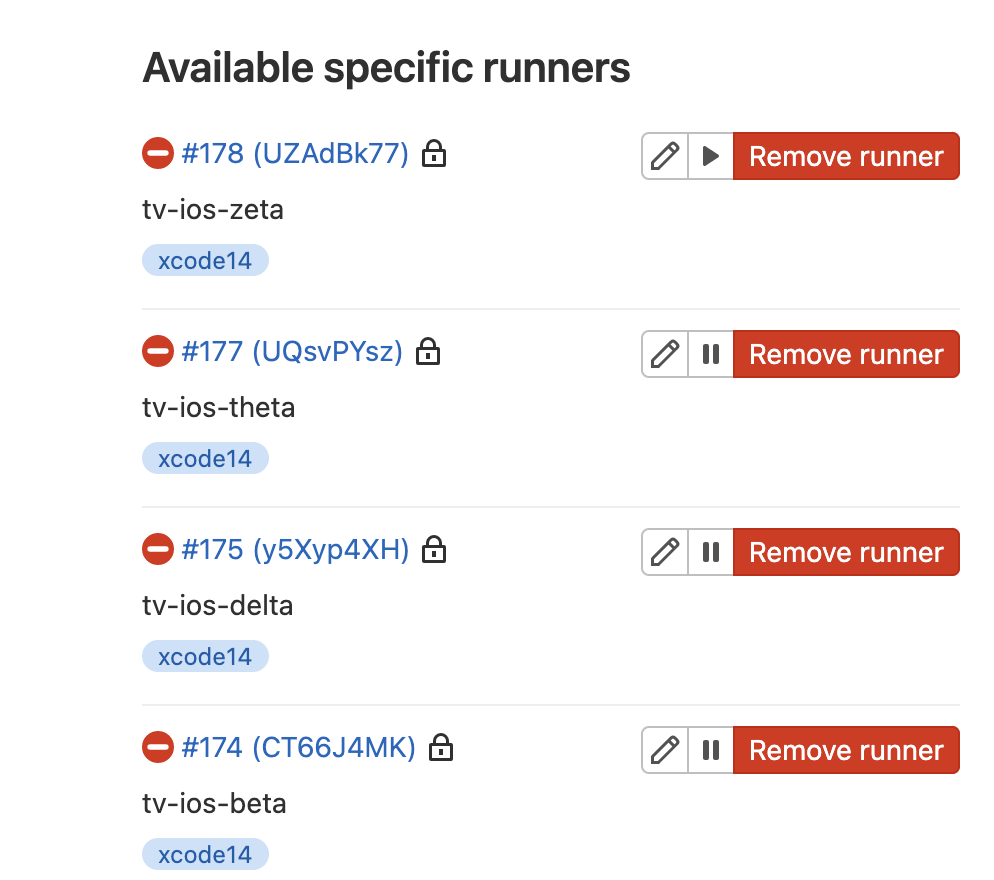 Available specific runners
#178 (UZAdBk77) Remove runner
tv-ios-zeta
xcode14
#177 (UQsvPYsz) Remove runner
tv-ios-theta
xcode14
#175 (y5Xyp4XH) Remove runner
tv-ios-delta
xcode14
#174 (CT66J4MK) Remove runner
tv-ios-beta
xcode14